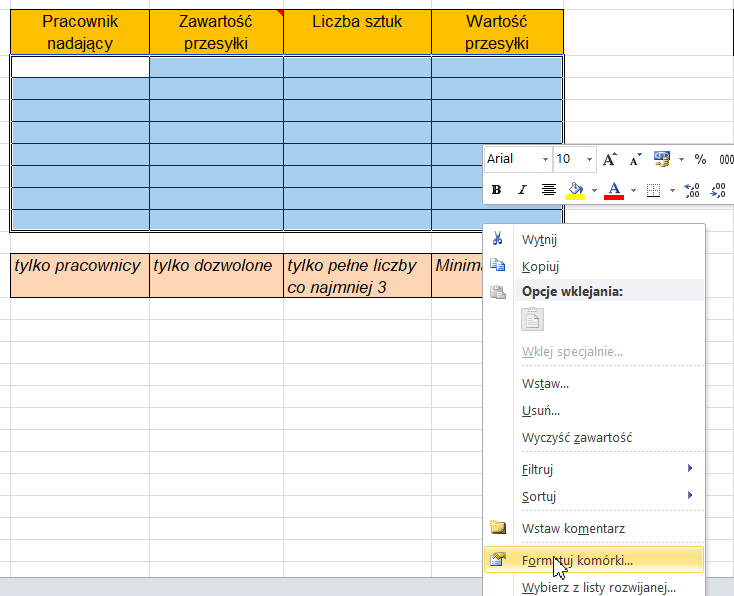 Pracownik nadający
Zawartość przesyłki
Liczba sztuk
Wartość przesyłki
Arial
10
A
A
%
000
B
I
A
,00
,00
tylko pracownicy
tylko dozwolone
tylko pełne liczby
co najmniej 3
Wytnij
Kopiuj
Opcje wklejania:
Wklej specjalnie...
Wstaw...
Usuń...
Wyczyść zawartość
Filtruj
Sortuj
Wstaw komentarz
Formatuj komórki...
Wybierz z listy rozwijanej...